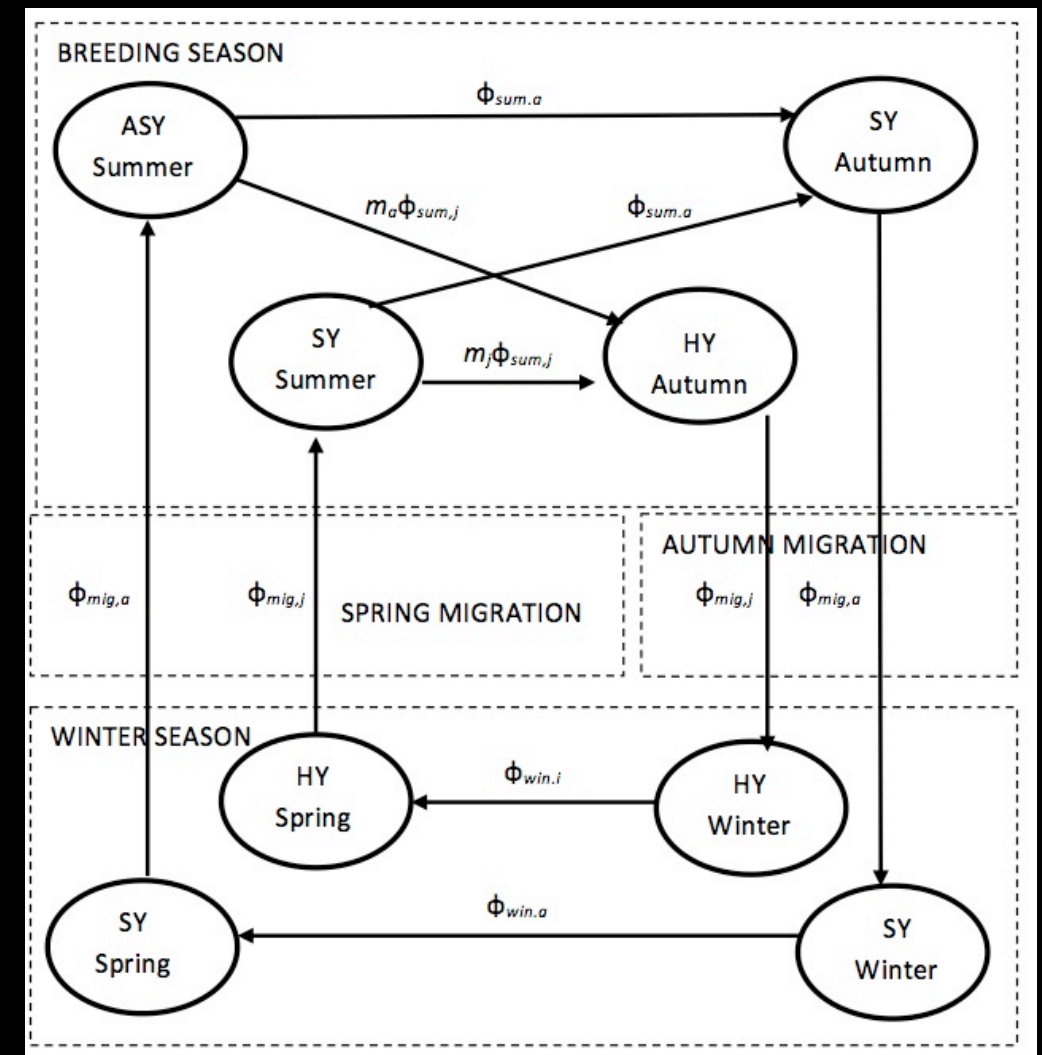 BREEDING SEASON
ASY
Summer
ϕsum.a
SY
Autumn
maϕsum,j
ϕsum.a
SY
Summer
mjϕsum,j
HY
Autumn
ϕmig,a
ϕmig,j
SPRING MIGRATION
AUTUMN MIGRATION
ϕmig,j
ϕmig,a
WINTER SEASON
HY
Spring
ϕwin.i
HY
Winter
SY
Spring
ϕwin.a
SY
Winter